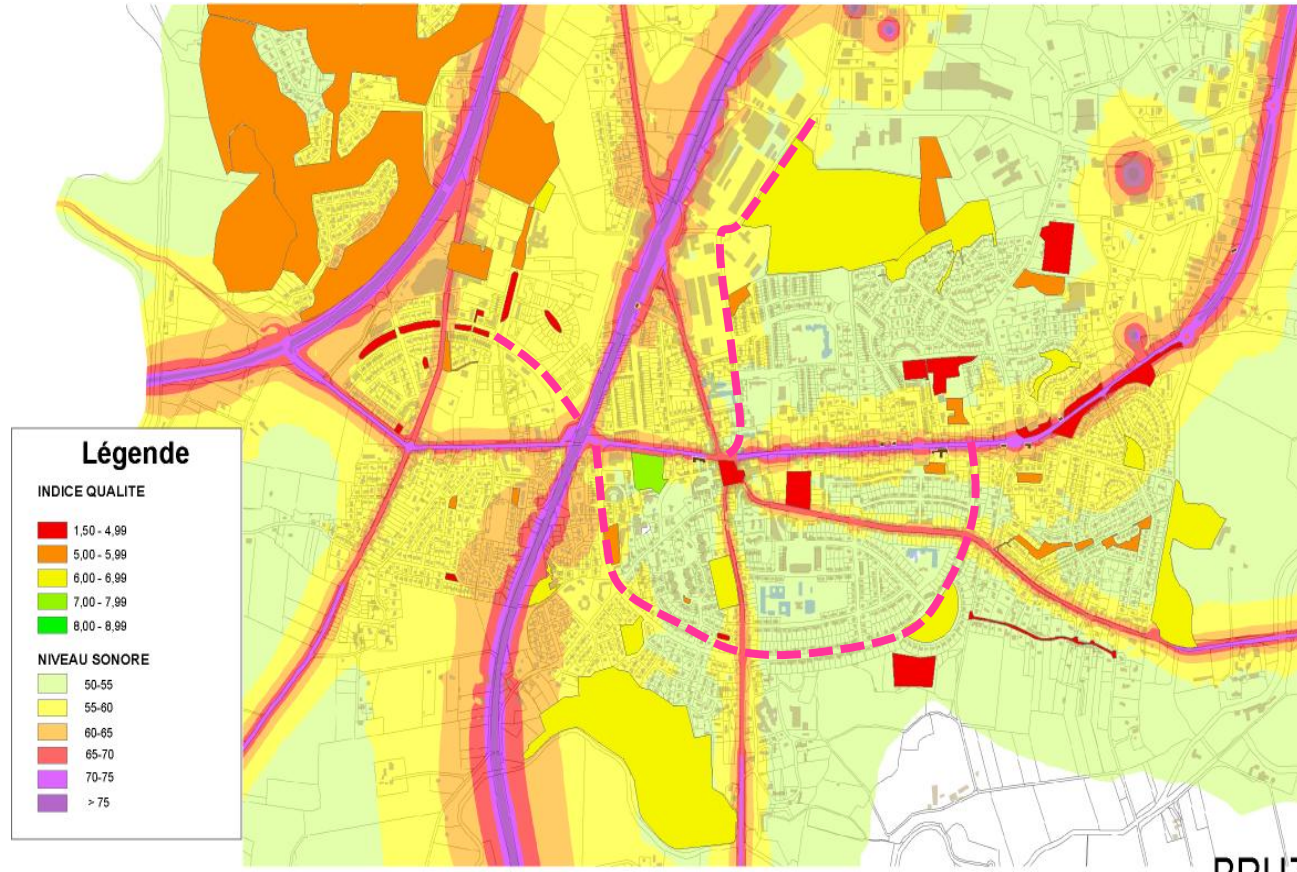 Légende
INDICE QUALITE
1,50 - 4,99
5,00 - 5,99
6,00 - 6,99
7,00 - 7,99
8,00 - 8,99
NIVEAU SONORE
50-55
55-60
60-65
65-70
70-75
> 75